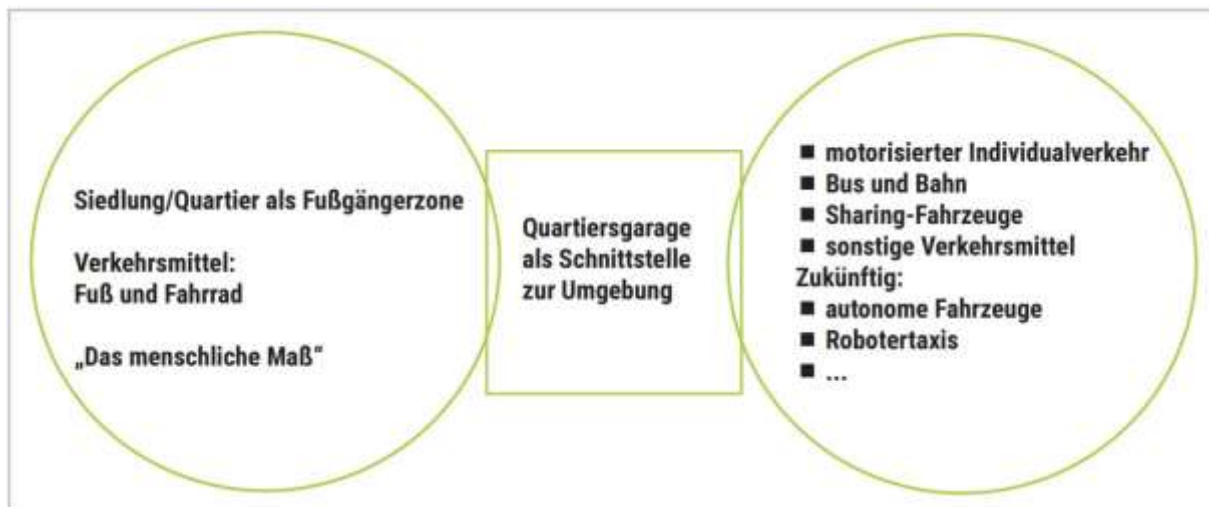 Siedlung/Quartier als Fußgängerzone
Verkehrsmittel:
Fuß und Fahrrad
„Das menschliche Maß“
Quartiersgarage
als Schnittstelle
zur Umgebung
■ motorisierter Individualverkehr
■ Bus und Bahn
■ Sharing-Fahrzeuge
■ sonstige Verkehrsmittel
Zukünftig:
■ autonome Fahrzeuge
■ Robotertaxis
■ ...